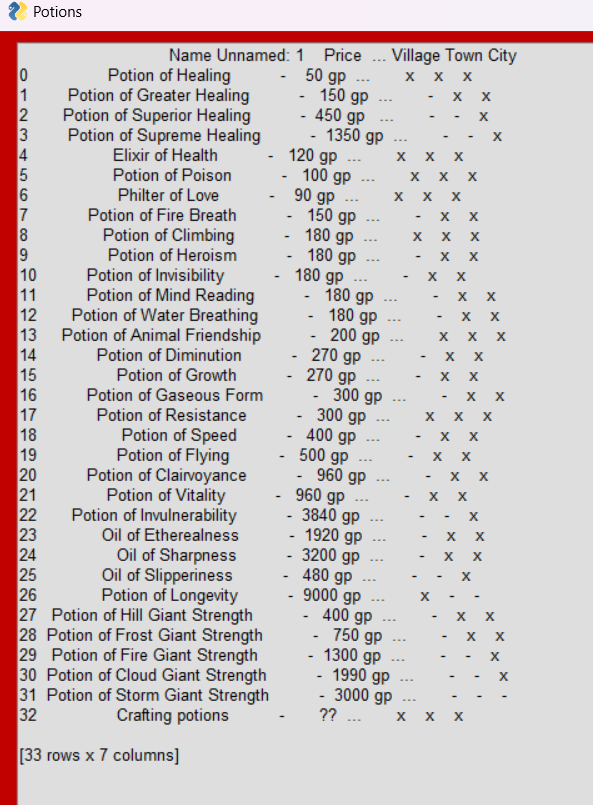 Potions
Name Unnamed: 1 Price ... Village Town City
0 Potion of Healing - 50 gp ... x x x
1 Potion of Greater Healing - 150 gp ... - x x
2 Potion of Superior Healing - 450 gp ... - - x
3 Potion of Supreme Healing - 1350 gp ... - - x
4 Elixir of Health - 120 gp ... x x x
5 Potion of Poison - 100 gp ... x x x
6 Philter of Love - 90 gp ... x x x
7 Potion of Fire Breath - 150 gp ... - x x
8 Potion of Climbing - 180 gp ... x x x
9 Potion of Heroism - 180 gp ... - x x
10 Potion of Invisibility - 180 gp ... - x x
11 Potion of Mind Reading - 180 gp ... - x x
12 Potion of Water Breathing - 180 gp ... - x x
13 Potion of Animal Friendship - 200 gp ... x x x
14 Potion of Diminution - 270 gp ... - x x
15 Potion of Growth - 270 gp ... - x x
16 Potion of Gaseous Form - 300 gp ... - x x
17 Potion of Resistance - 300 gp ... x x x
18 Potion of Speed - 400 gp ... - x x
19 Potion of Flying - 500 gp ... - x x
20 Potion of Clairvoyance - 960 gp ... - x x
21 Potion of Vitality - 960 gp ... - x x
22 Potion of Invulnerability - 3840 gp ... - - x
23 Oil of Etherealness - 1920 gp ... - x x
24 Oil of Sharpness - 3200 gp ... - x x
25 Oil of Slipperiness - 480 gp ... - - x
26 Potion of Longevity - 9000 gp ... x - -
27 Potion of Hill Giant Strength - 400 gp ... - x x
28 Potion of Frost Giant Strength - 750 gp ... - x x
29 Potion of Fire Giant Strength - 1300 gp ... - - x
30 Potion of Cloud Giant Strength - 1990 gp ... - - x
31 Potion of Storm Giant Strength - 3000 gp ... - - -
32 Crafting potions - ?? ... x x x
[33 rows x 7 columns]